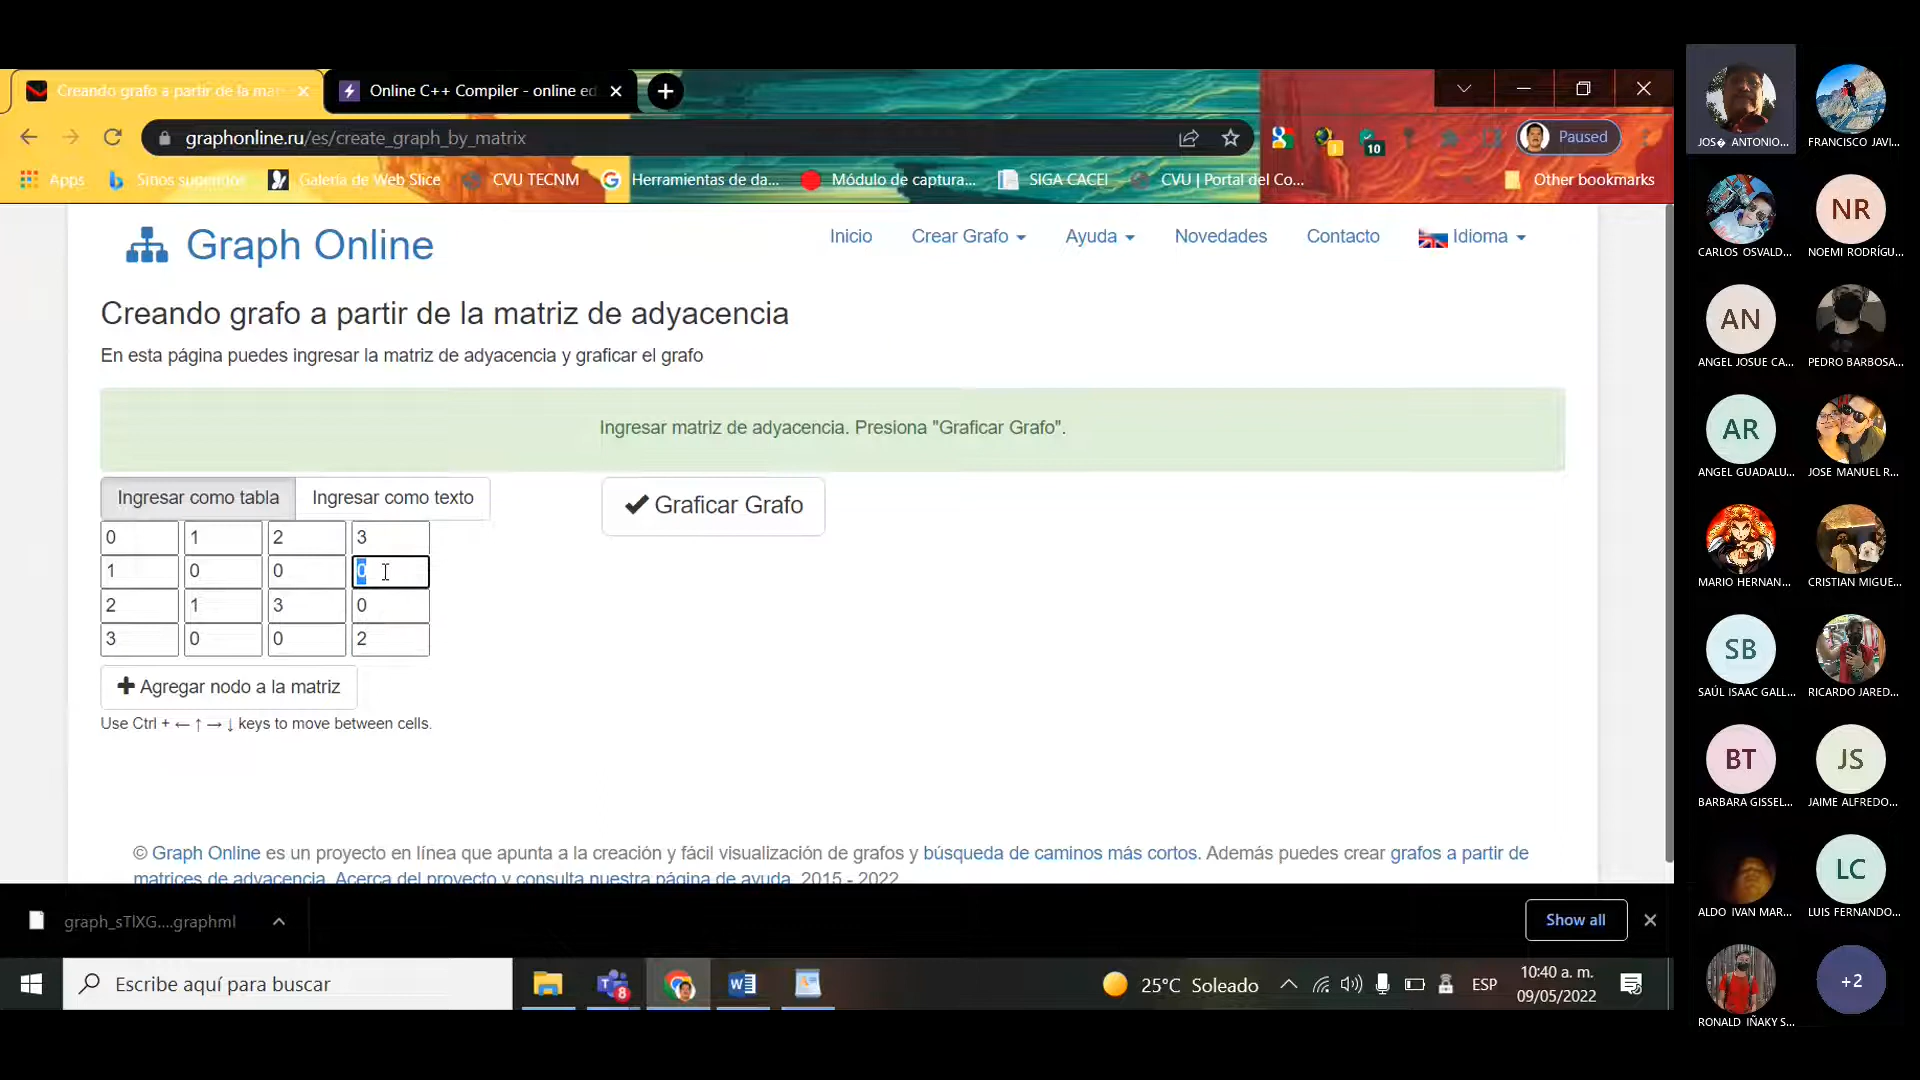 Creando grafo a partir de la mat
Online C++ Compiler - online ed
graphonline.ru/es/create_graph_by_matrix
10
Paused
Apps
Sinos sugeridos
Galería de Web Slice
CVU TECNM
Herramientas de da...
Módulo de captura...
SIGA CACEI
CVU | Portal del Co...
Other bookmarks
Graph Online
Inicio
Crear Grafo
Ayuda
Novedades
Contacto
Idioma
Creando grafo a partir de la matriz de adyacencia
En esta página puedes ingresar la matriz de adyacencia y graficar el grafo
Ingresar matriz de adyacencia. Presiona "Graficar Grafo".
Ingresar como tabla
Ingresar como texto
Graficar Grafo
0 1 2 3
1 0 0 0
2 1 3 0
3 0 0 2
Agregar nodo a la matriz
Use Ctrl + ← ↑ → ↓ keys to move between cells.
© Graph Online es un proyecto en línea que apunta a la creación y fácil visualización de grafos y búsqueda de caminos más cortos. Además puedes crear grafos a partir de
matrices de adyacencia. Acerca del proyecto y consulta nuestra página de ayuda. 2015 - 2022
graph_sTlXG....graphml
Show all
Escribe aquí para buscar
8
25°C Soleado
ESP
10:40 a. m.
09/05/2022
JOS� ANTONIO...
FRANCISCO JAVI...
CARLOS OSVALD...
NR
NOEMI RODRÍGU...
AN
ANGEL JOSUE CA...
PEDRO BARBOSA...
AR
ANGEL GUADALU...
JOSE MANUEL R...
MARIO HERNAN...
CRISTIAN MIGUE...
SB
SAÚL ISAAC GALL...
RICARDO JARED...
BT
BARBARA GISSEL...
JS
JAIME ALFREDO...
ALDO IVAN MAR...
LC
LUIS FERNANDO...
RONALD IÑAKY S...
+2